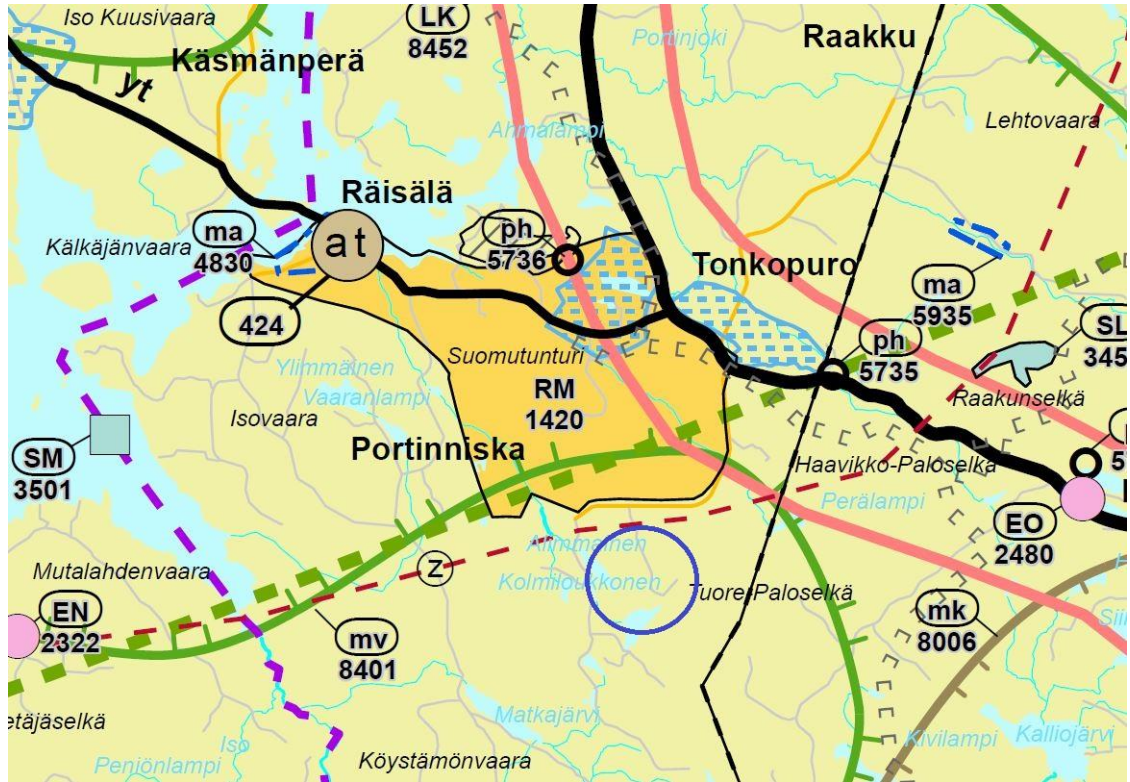 Iso Kuusivaara
LK
8452
Portinjoki
Raakku
Käsmänperä
yt
Ahmalampi
Lehtovaara
Räisälä
ma
4830
Kälkäjänvaara
at
ph
5736
Tonkopuro
ma
5935
424
ph
5735
SL
345
Suomutunturi
Ylimmäinen
Vaaranlampi
RM
1420
Raakunselkä
Isovaara
Portinniska
SM
3501
Haavikko-Paloselkä
Perälampi
EO
2480
Alimmainen
Kolmiloukkonen
Z
Mutalahdenvaara
Tuore-Paloselkä
EN
2322
mv
8401
mk
8006
etäjäselkä
Matkajärvi
Iso
Penjönlampi
Köystämönvaara
Kivilampi
Kalliojärvi